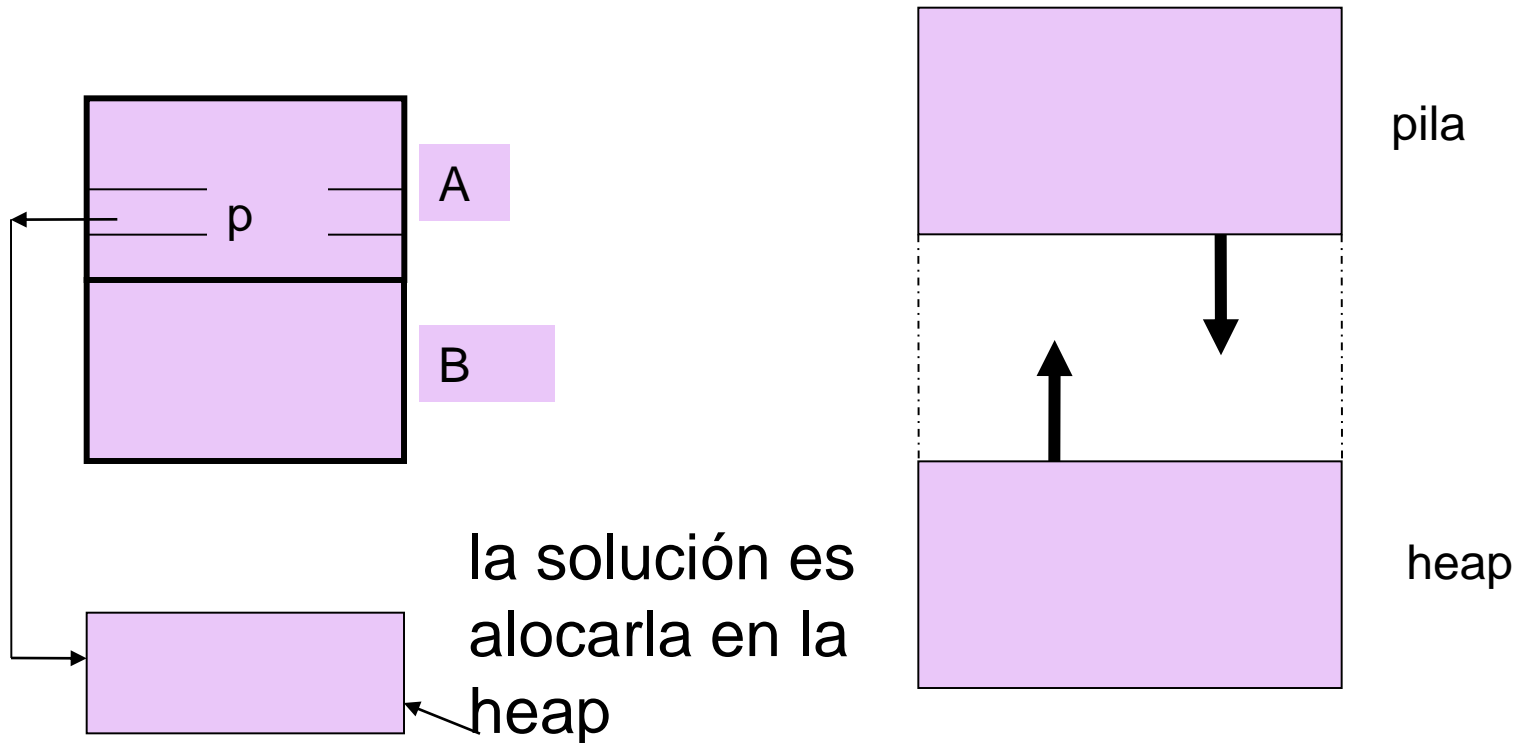 A
p
B
la solución es
alocarla en la
heap
pila
heap